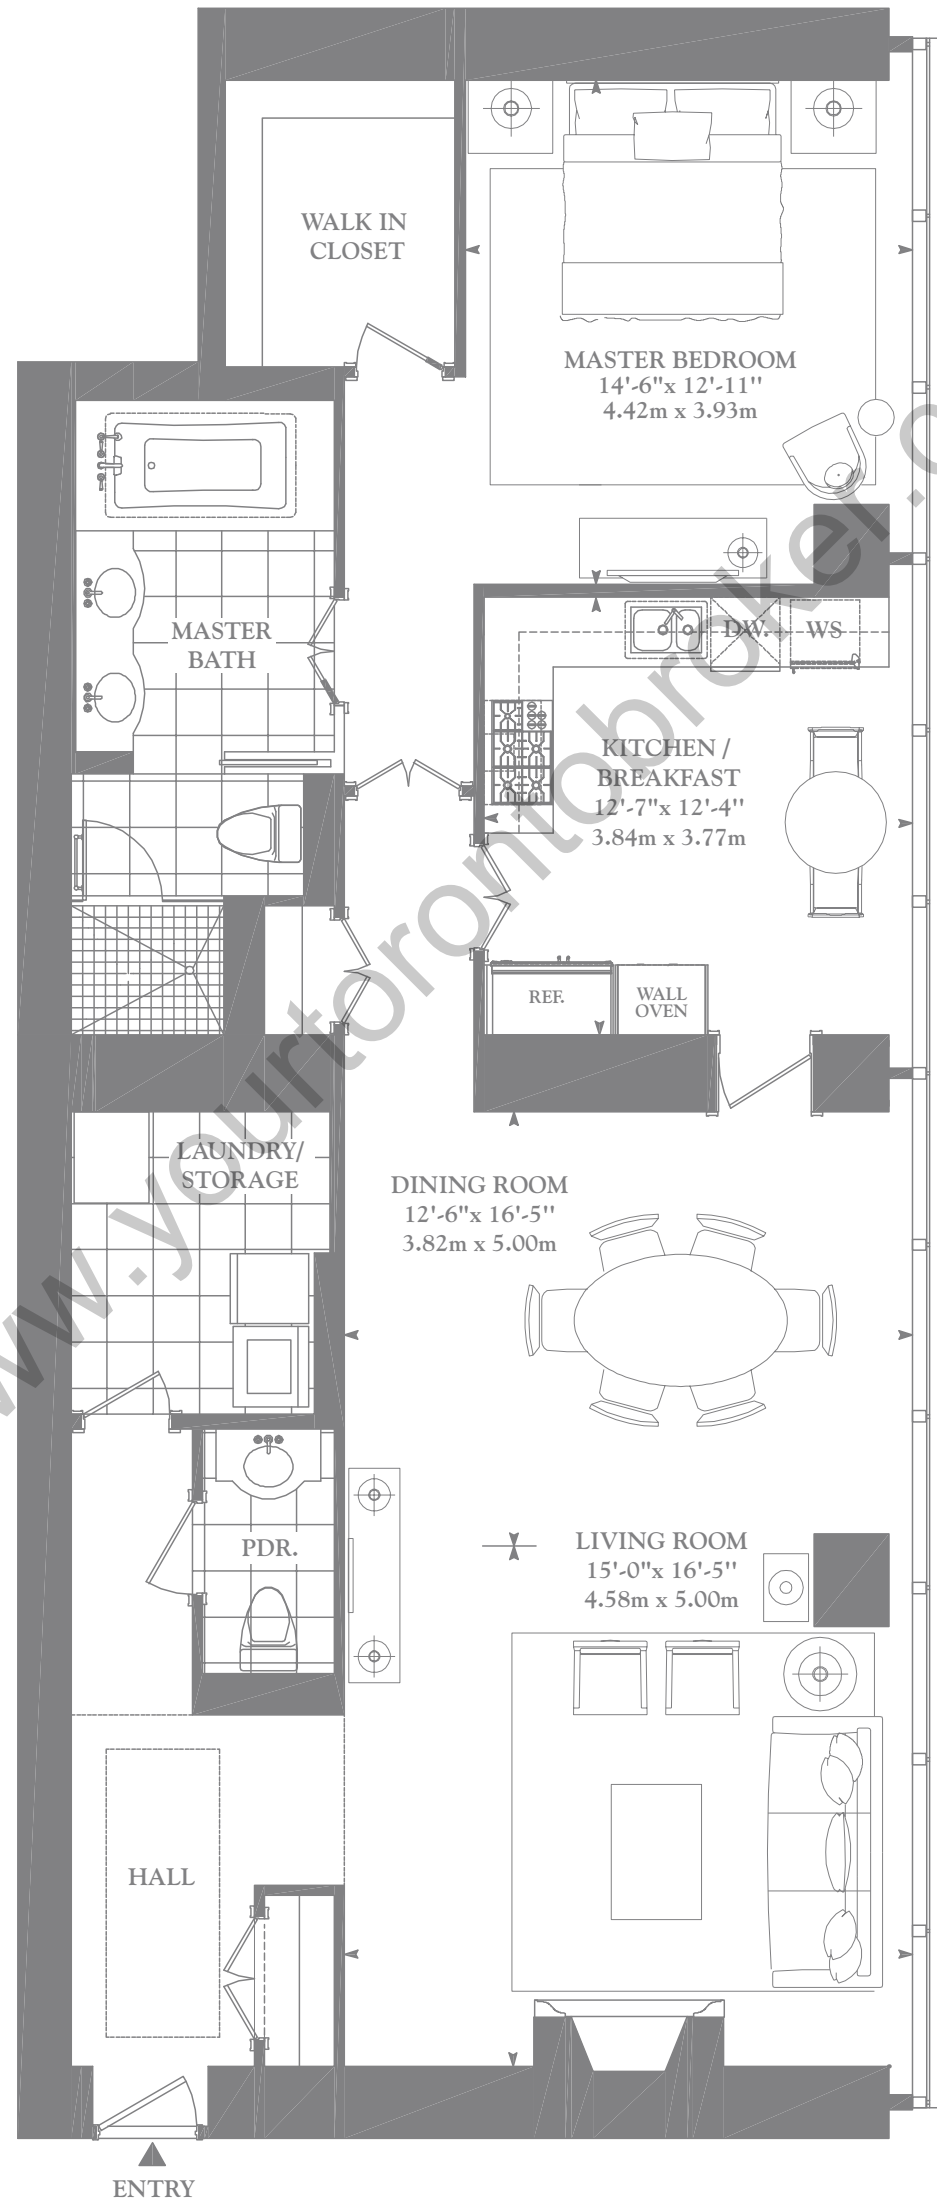 WALK IN
CLOSET
MASTER BEDROOM
14'-6"x 12'-11"
4.42m x 3.93m
MASTER
BATH
DW.
WS
KITCHEN /
BREAKFAST
12'-7"x 12'-4"
3.84m x 3.77m
REF.
WALL
OVEN
LAUNDRY/
STORAGE
DINING ROOM
12'-6"x 16'-5"
3.82m x 5.00m
PDR.
LIVING ROOM
15'-0"x 16'-5"
4.58m x 5.00m
HALL
ENTRY
www.yourtorontobroker.c